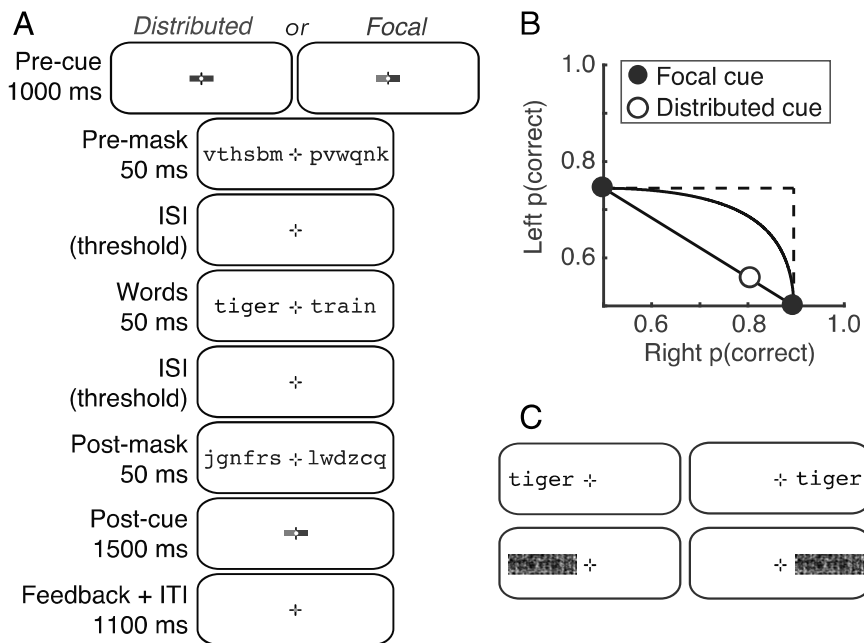 A
Distributed or Focal
Pre-cue
1000 ms
Pre-mask
50 ms
vthsbm pvwqnk
ISI
(threshold)
Words
50 ms
tiger train
ISI
(threshold)
Post-mask
50 ms
jgnfrs lwdzcq
Post-cue
1500 ms
Feedback + ITI
1100 ms
B
Focal cue
Distributed cue
1.0
0.8
0.6
Left p(correct)
0.6 0.8 1.0
Right p(correct)
C
tiger tiger